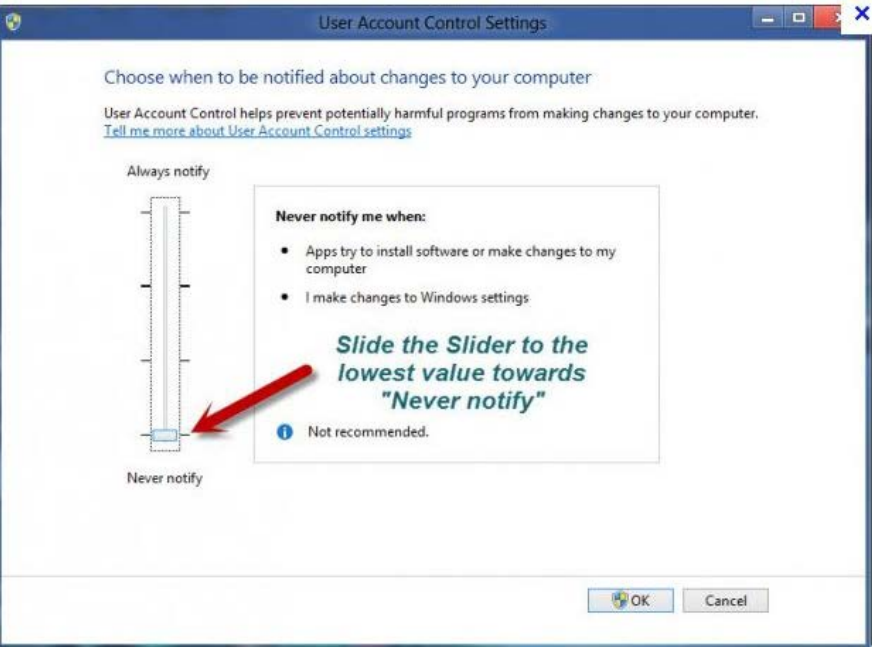 User Account Control Settings
Choose when to be notified about changes to your computer
User Account Control helps prevent potentially harmful programs from making changes to your computer.
Tell me more about User Account Control settings
Always notify
Never notify me when:
• Apps try to install software or make changes to my
computer
• I make changes to Windows settings
Slide the Slider to the
lowest value towards
"Never notify"
Not recommended.
Never notify
OK
Cancel